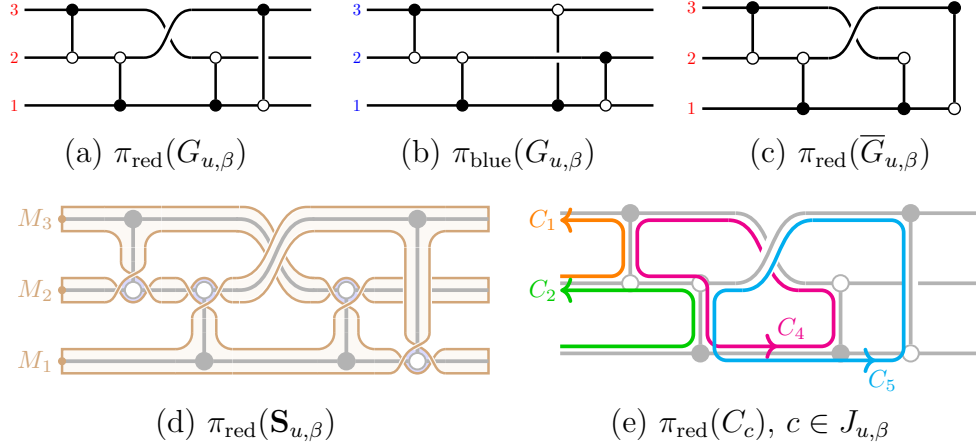 3 3 3
2 2 2
1 1 1
(a) π_red(G_{u,β}) (b) π_blue(G_{u,β}) (c) π_red(\overline{G}_{u,β})
M_3 C_1
M_2 C_2
C_4
M_1 C_5
(d) π_red(𝐒_{u,β}) (e) π_red(C_c), c ∈ J_{u,β}